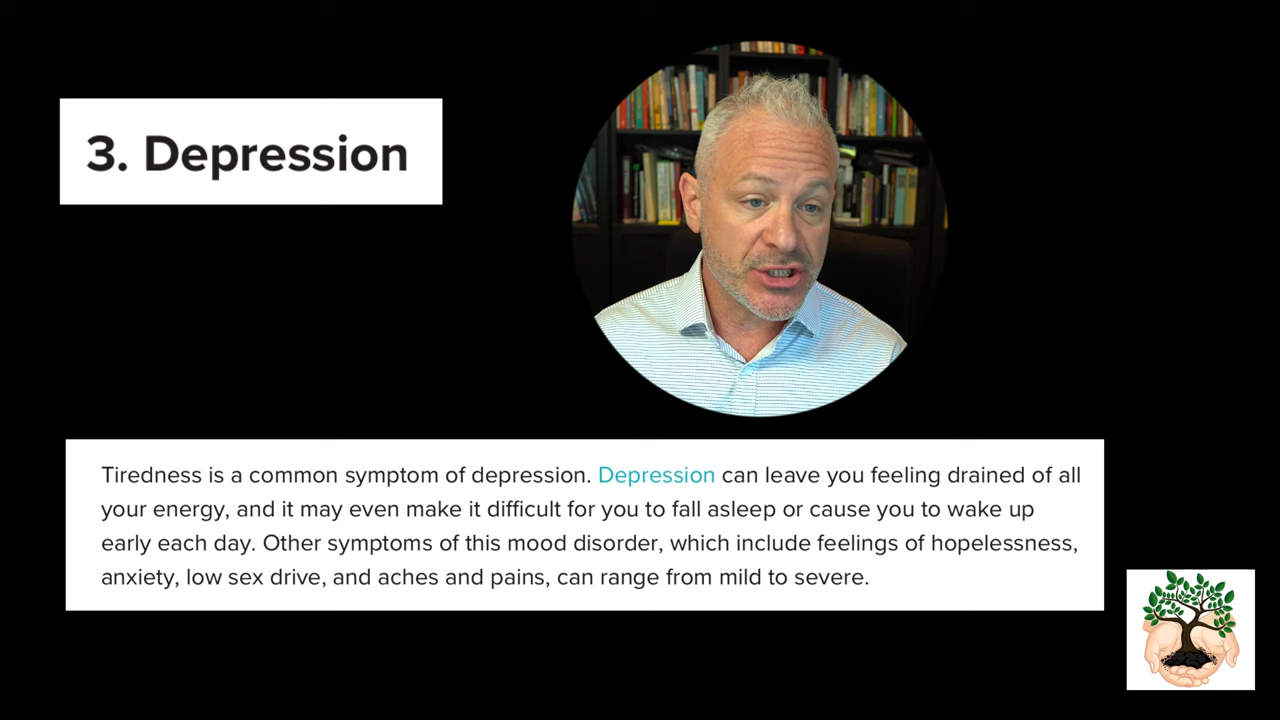 3. Depression
Tiredness is a common symptom of depression. Depression can leave you feeling drained of all
your energy, and it may even make it difficult for you to fall asleep or cause you to wake up
early each day. Other symptoms of this mood disorder, which include feelings of hopelessness,
anxiety, low sex drive, and aches and pains, can range from mild to severe.